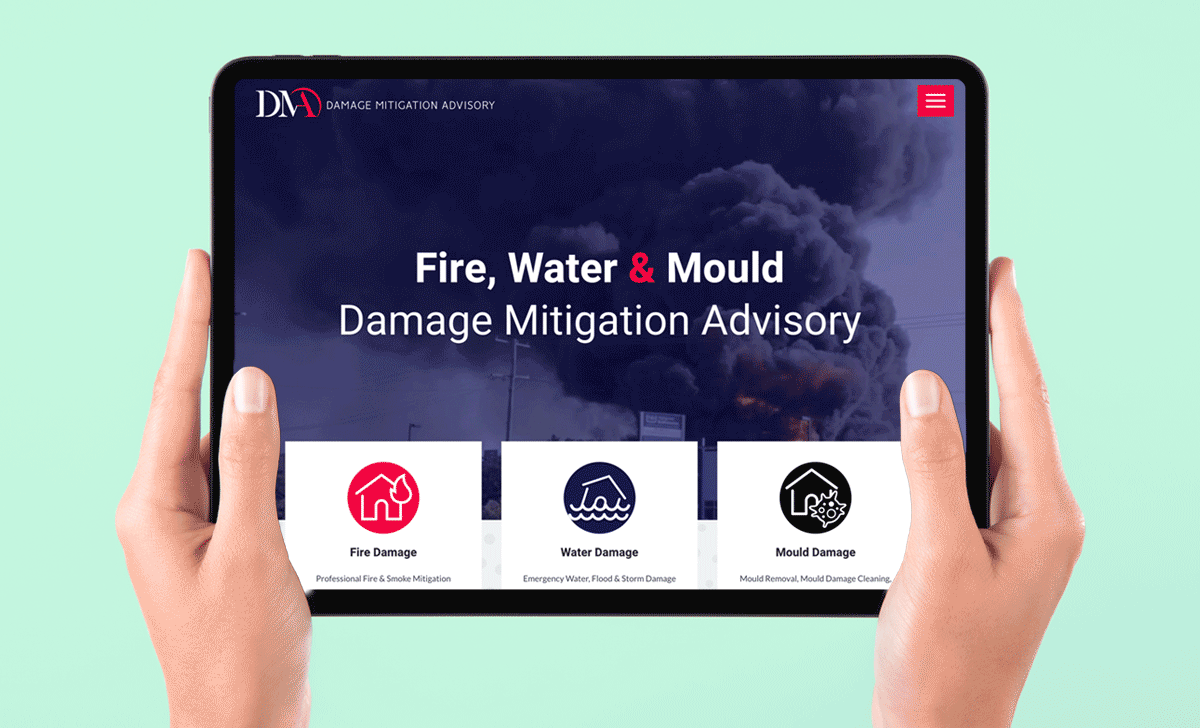 DMA DAMAGE MITIGATION ADVISORY
Fire, Water & Mould
Damage Mitigation Advisory
Fire Damage
Water Damage
Mould Damage
Professional Fire & Smoke Mitigation
Emergency Water, Flood & Storm Damage
Mould Removal, Mould Damage Cleaning,